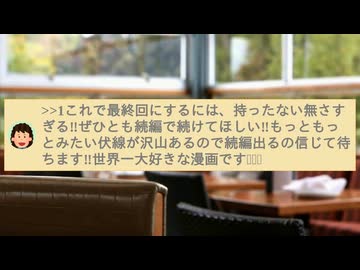 >>1これで最終回にするには、持ったない無さす
ぎる!!ぜひとも続編で続けてほしい!!もっともっ
とみたい伏線が沢山あるので続編出るの信じて待
ちます!!世界一大好きな漫画です▯▯▯